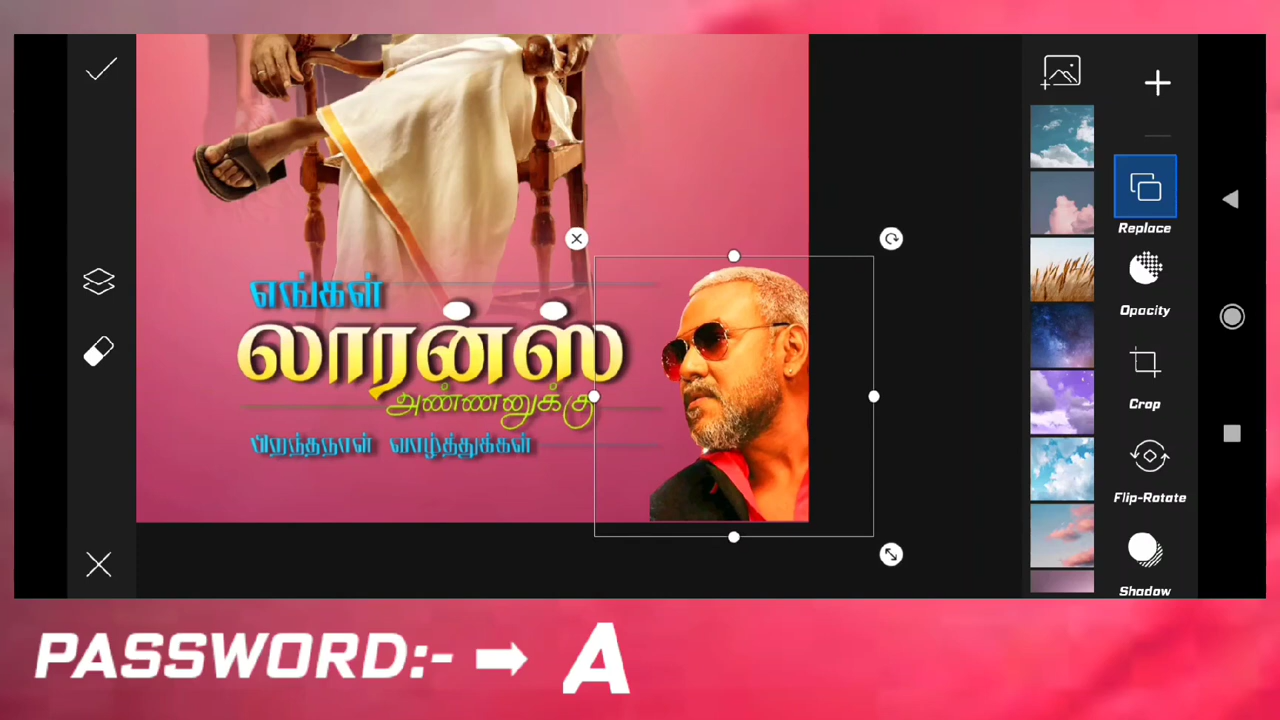 எங்கள்
லாரன்ஸ்
அண்ணனுக்கு
பிறந்தநாள் வாழ்த்துக்கள்
Replace
Opacity
Crop
Flip-Rotate
Shadow
PASSWORD:- ➡ A